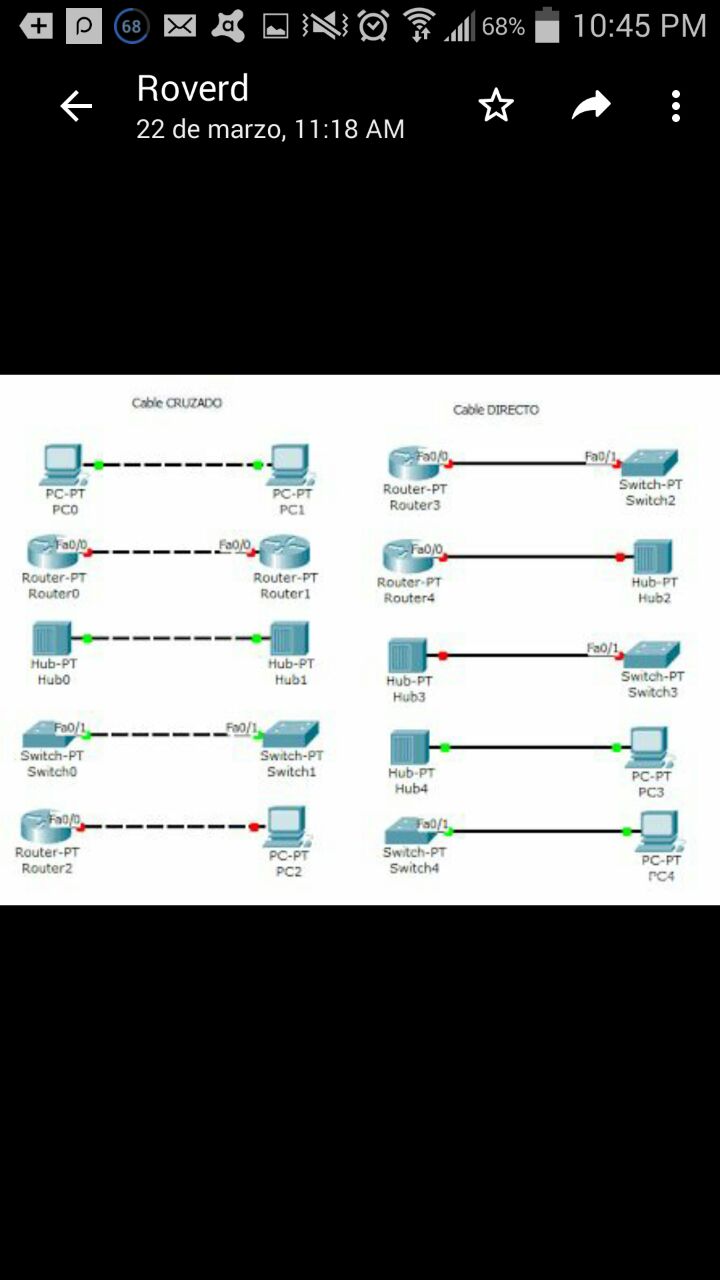 68
68%
10:45 PM
Roverd
22 de marzo, 11:18 AM
Cable CRUZADO
PC-PT
PC0
PC-PT
PC1
Fa0/0
Fa0/0
Router-PT
Router0
Router-PT
Router1
Hub-PT
Hub0
Hub-PT
Hub1
Fa0/1
Fa0/1
Switch-PT
Switch0
Switch-PT
Switch1
Fa0/0
Router-PT
Router2
PC-PT
PC2
Cable DIRECTO
Fa0/0
Fa0/1
Router-PT
Router3
Switch-PT
Switch2
Fa0/0
Router-PT
Router4
Hub-PT
Hub2
Fa0/1
Hub-PT
Hub3
Switch-PT
Switch3
Hub-PT
Hub4
PC-PT
PC3
Fa0/1
Switch-PT
Switch4
PC-PT
PC4